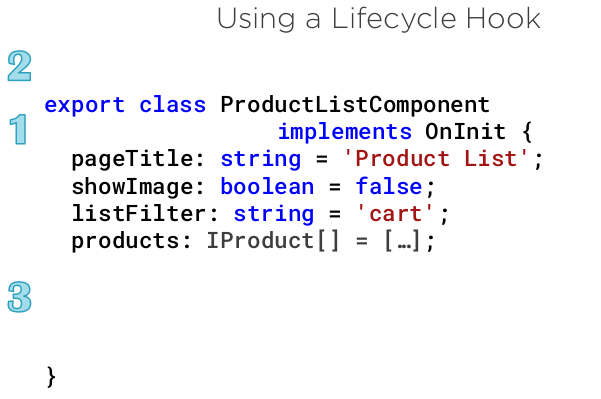 Using a Lifecycle Hook
2
export class ProductListComponent
1
implements OnInit {
pageTitle: string = 'Product List';
showImage: boolean = false;
listFilter: string = 'cart';
products: IProduct[] = […];
3
}